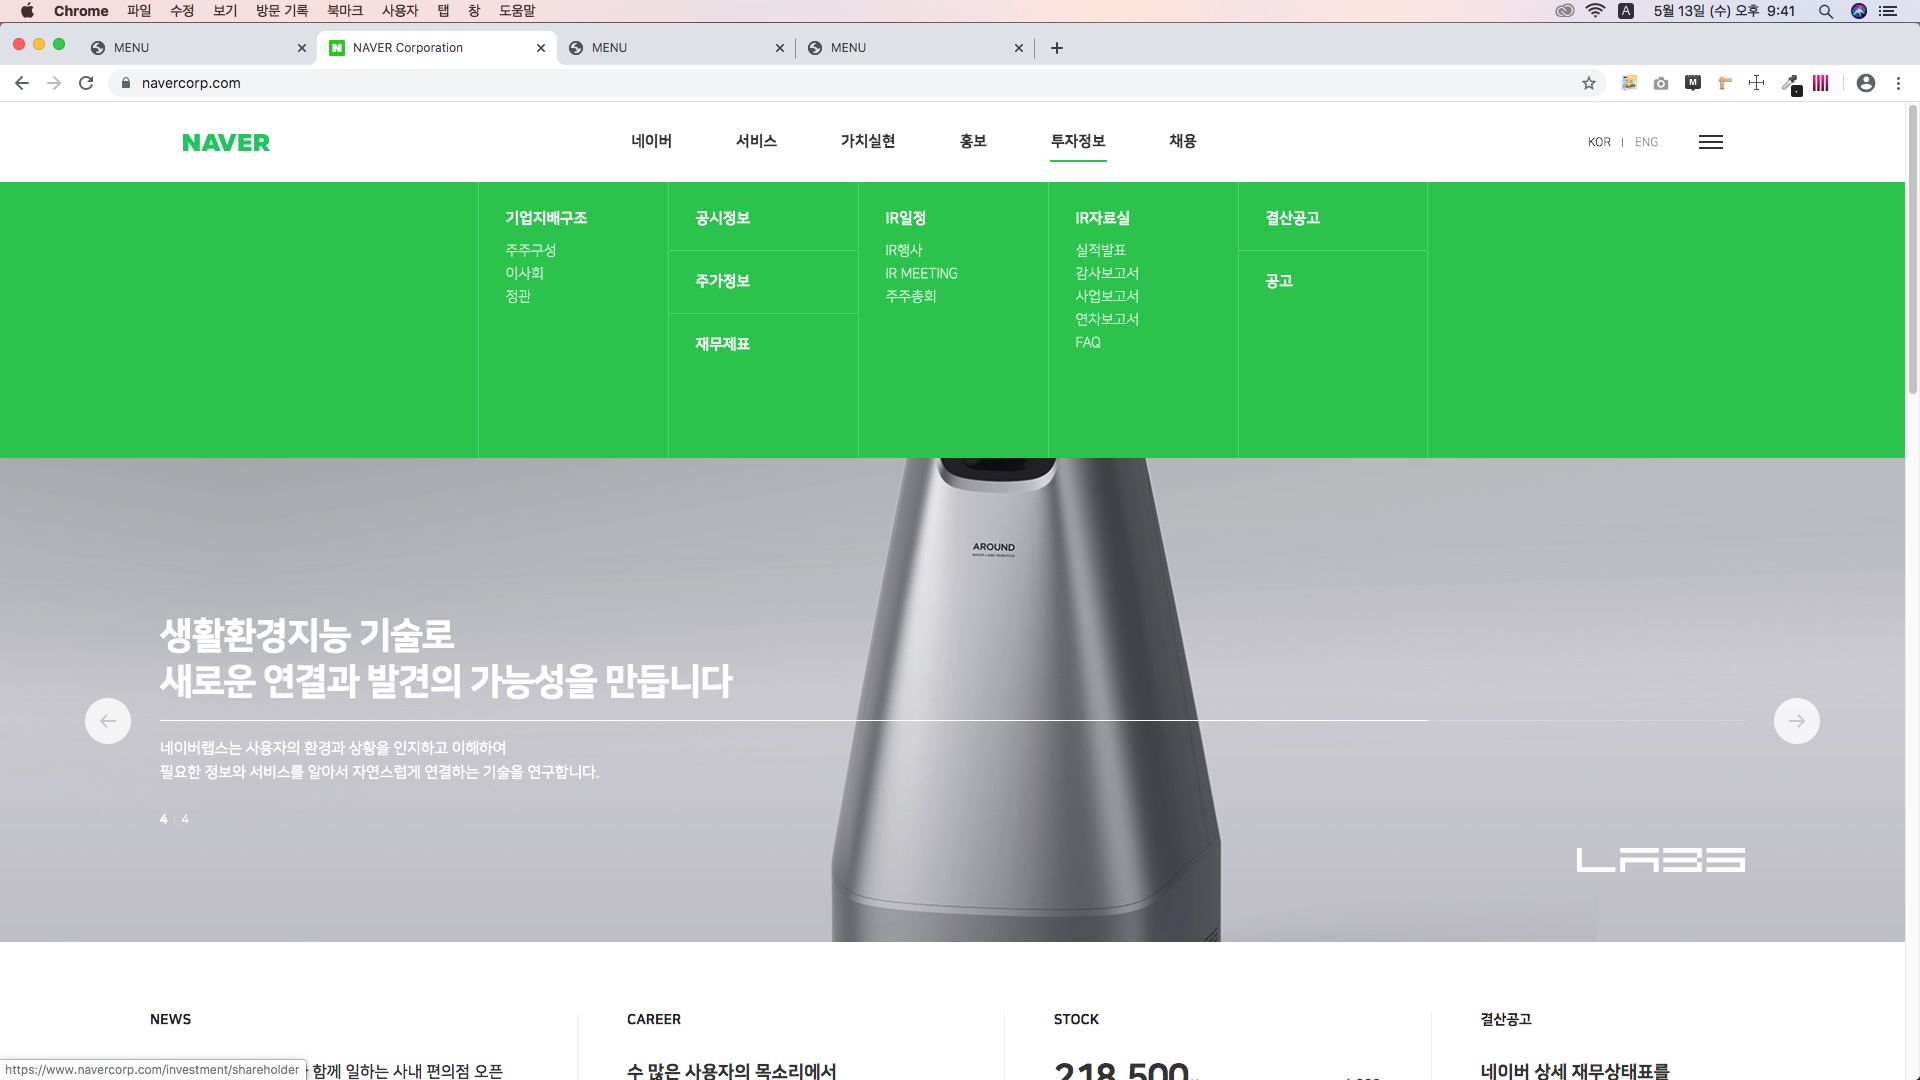 Chrome 파일 수정 보기 방문 기록 북마크 사용자 탭 창 도움말 A 5월 13일 (수) 오후 9:41
MENU NAVER Corporation MENU MENU
navercorp.com
NAVER 네이버 서비스 가치실현 홍보 투자정보 채용 KOR | ENG
기업지배구조
주주구성
이사회
정관
공시정보
주가정보
재무제표
IR일정
IR행사
IR MEETING
주주총회
IR자료실
실적발표
감사보고서
사업보고서
연차보고서
FAQ
결산공고
공고
AROUND
NAVER LABS ROBOTICS
생활환경지능 기술로
새로운 연결과 발견의 가능성을 만듭니다
네이버랩스는 사용자의 환경과 상황을 인지하고 이해하여
필요한 정보와 서비스를 알아서 자연스럽게 연결하는 기술을 연구합니다.
4 | 4
LABS
NEWS
함께 일하는 사내 편의점 오픈
CAREER
수 많은 사용자의 목소리에서
STOCK
218,500
결산공고
네이버 상세 재무상태표를
https://www.navercorp.com/investment/shareholder